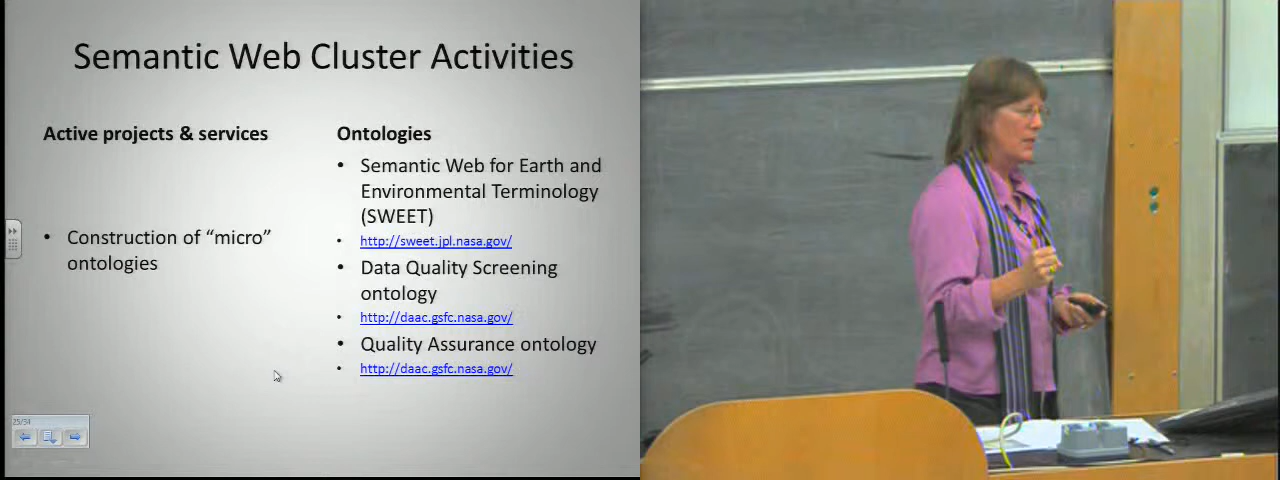 Semantic Web Cluster Activities
Active projects & services
• Construction of “micro”
ontologies
Ontologies
• Semantic Web for Earth and
Environmental Terminology
(SWEET)
• http://sweet.jpl.nasa.gov/
• Data Quality Screening
ontology
• http://daac.gsfc.nasa.gov/
• Quality Assurance ontology
• http://daac.gsfc.nasa.gov/
25/34